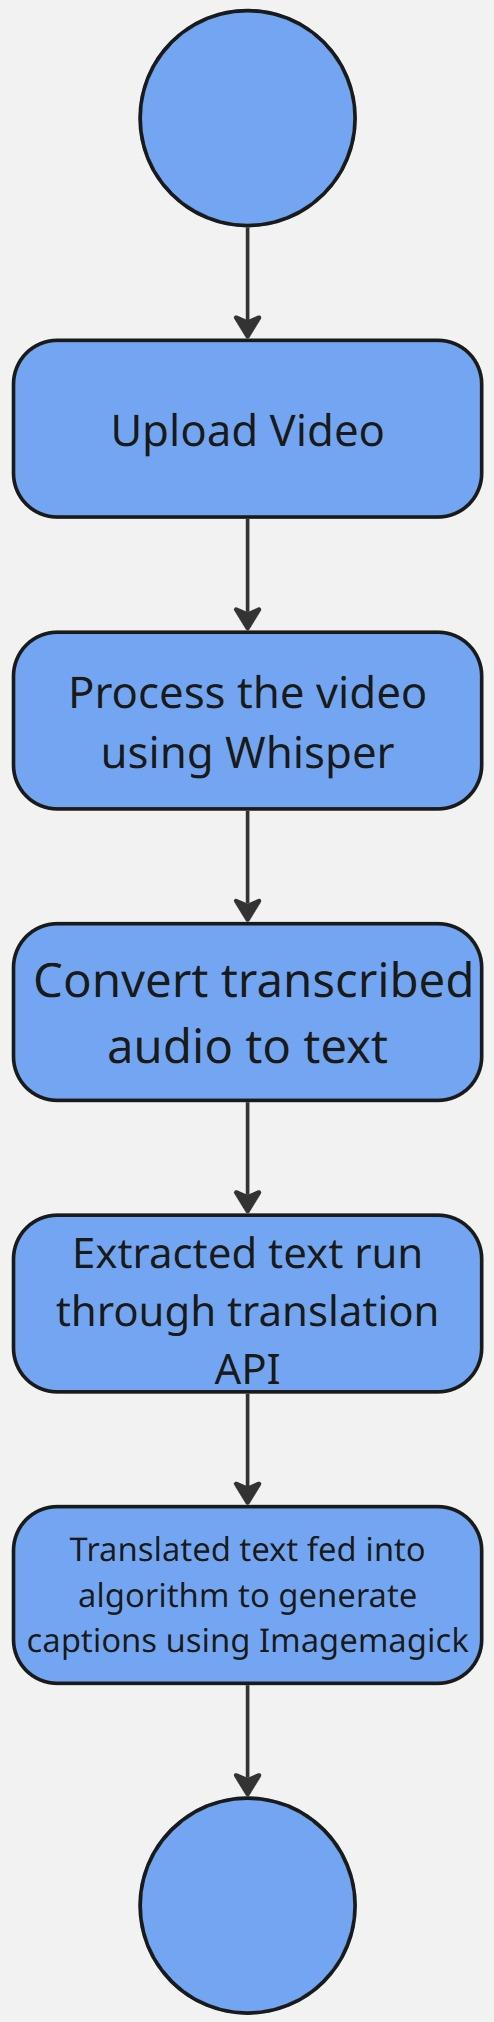 Upload Video
Process the video
using Whisper
Convert transcribed
audio to text
Extracted text run
through translation
API
Translated text fed into
algorithm to generate
captions using Imagemagick